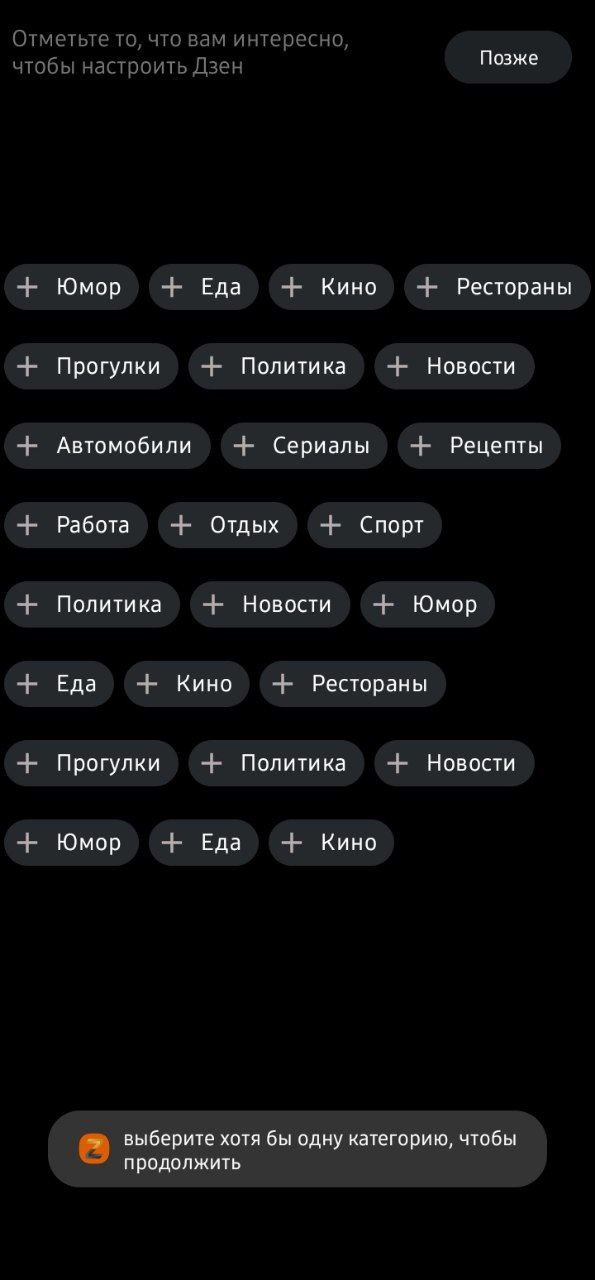 Отметьте то, что вам интересно,
чтобы настроить Дзен
Позже
Юмор
Еда
Кино
Рестораны
Прогулки
Политика
Новости
Автомобили
Сериалы
Рецепты
Работа
Отдых
Спорт
Политика
Новости
Юмор
Еда
Кино
Рестораны
Прогулки
Политика
Новости
Юмор
Еда
Кино
Z
выберите хотя бы одну категорию, чтобы
продолжить